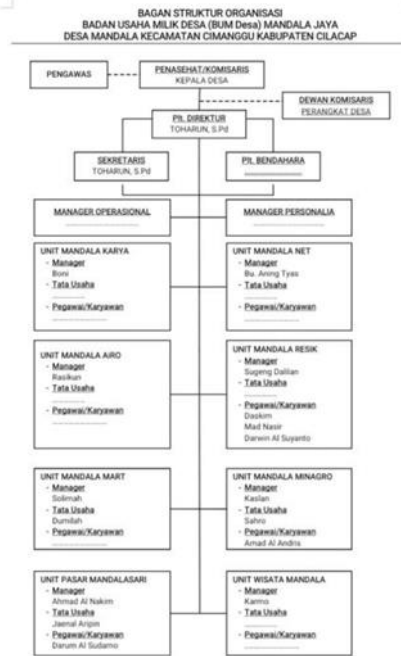 BAGAN STRUKTUR ORGANISASI
BADAN USAHA MILIK DESA (BUM Desa) MANDALA JAYA
DESA MANDALA KECAMATAN CIMANGGU KABUPATEN CILACAP
PENGAWAS
PENASEHAT/KOMISARIS
KEPALA DESA
DEWAN KOMISARIS
PERANGKAT DESA
Plt. DIREKTUR
TOHARUN, S.Pd
SEKRETARIS
TOHARUN, S.Pd
Plt. BENDAHARA
....................
MANAGER OPERASIONAL
....................
MANAGER PERSONALIA
....................
UNIT MANDALA KARYA
- Manager
Boni
- Tata Usaha
....................
- Pegawai/Karyawan
....................
UNIT MANDALA NET
- Manager
Bu. Aning Tyas
- Tata Usaha
....................
- Pegawai/Karyawan
....................
UNIT MANDALA AIRO
- Manager
Rasikun
- Tata Usaha
....................
- Pegawai/Karyawan
....................
UNIT MANDALA RESIK
- Manager
Sugeng Dalilan
- Tata Usaha
....................
- Pegawai/Karyawan
Daskim
Mad Nasir
Darwin Al Suyanto
UNIT MANDALA MART
- Manager
Solimah
- Tata Usaha
Dumilah
- Pegawai/Karyawan
....................
UNIT MANDALA MINAGRO
- Manager
Kaslan
- Tata Usaha
Sahro
- Pegawai/Karyawan
Amad Al Andris
UNIT PASAR MANDALASARI
- Manager
Ahmad Al Nakim
- Tata Usaha
Jaenal Aripin
- Pegawai/Karyawan
Darum Al Sudarno
UNIT WISATA MANDALA
- Manager
Karmo
- Tata Usaha
....................
- Pegawai/Karyawan
....................